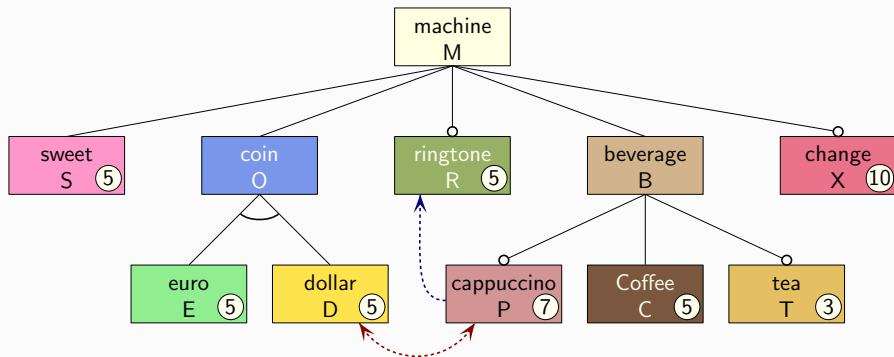 machine
M
sweet
S 5
coin
O
ringtone
R 5
beverage
B
change
X 10
euro
E 5
dollar
D 5
cappuccino
P 7
Coffee
C 5
tea
T 3